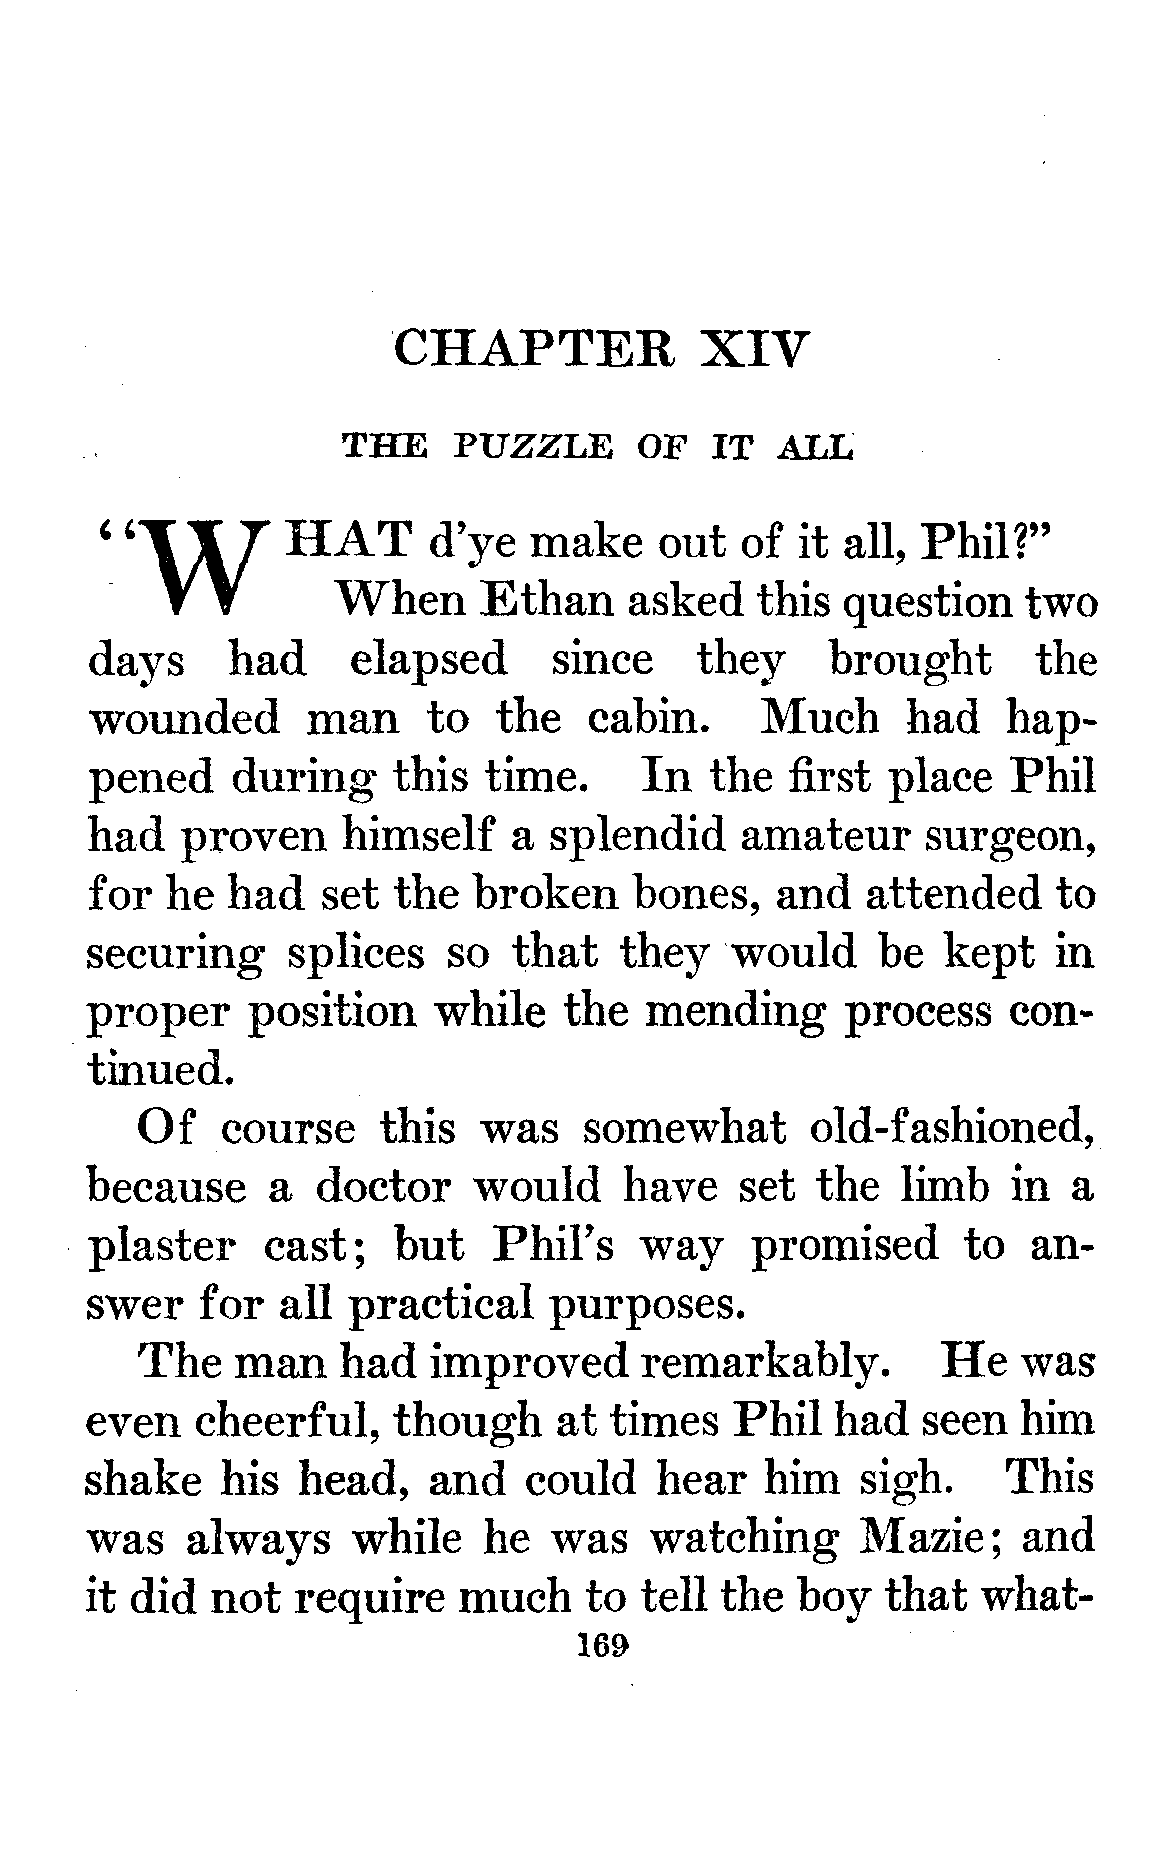 CHAPTER XIV
THE PUZZLE OF IT ALL
"WHAT d'ye make out of it all, Phil?"
When Ethan asked this question two
days had elapsed since they brought the
wounded man to the cabin. Much had hap-
pened during this time. In the first place Phil
had proven himself a splendid amateur surgeon,
for he had set the broken bones, and attended to
securing splices so that they would be kept in
proper position while the mending process con-
tinued.
Of course this was somewhat old-fashioned,
because a doctor would have set the limb in a
plaster cast; but Phil's way promised to an-
swer for all practical purposes.
The man had improved remarkably. He was
even cheerful, though at times Phil had seen him
shake his head, and could hear him sigh. This
was always while he was watching Mazie; and
it did not require much to tell the boy that what-
169